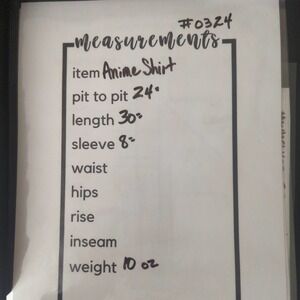 #0324
measurements
item Anime Shirt
pit to pit 24"
length 30"
sleeve 8"
waist
hips
rise
inseam
weight 10 oz